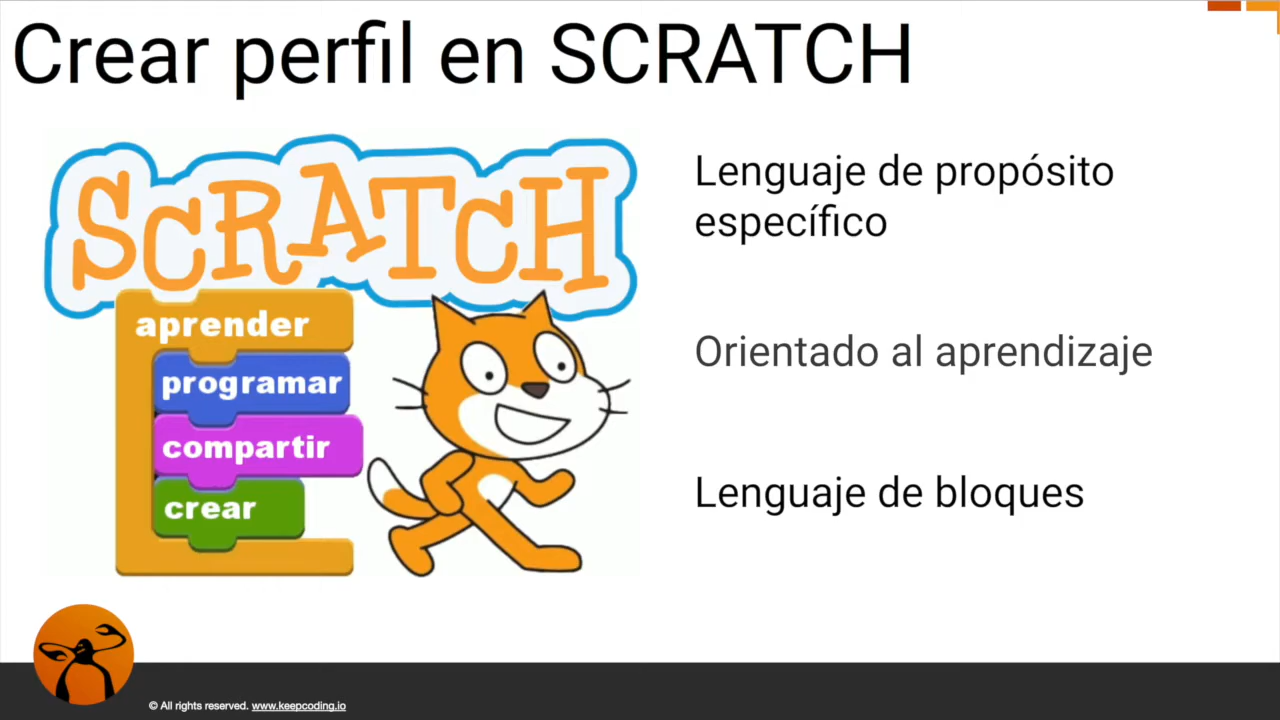 Crear perfil en SCRATCH
SCRATCH
aprender
programar
compartir
crear
Lenguaje de propósito
específico
Orientado al aprendizaje
Lenguaje de bloques
© All rights reserved. www.keepcoding.io